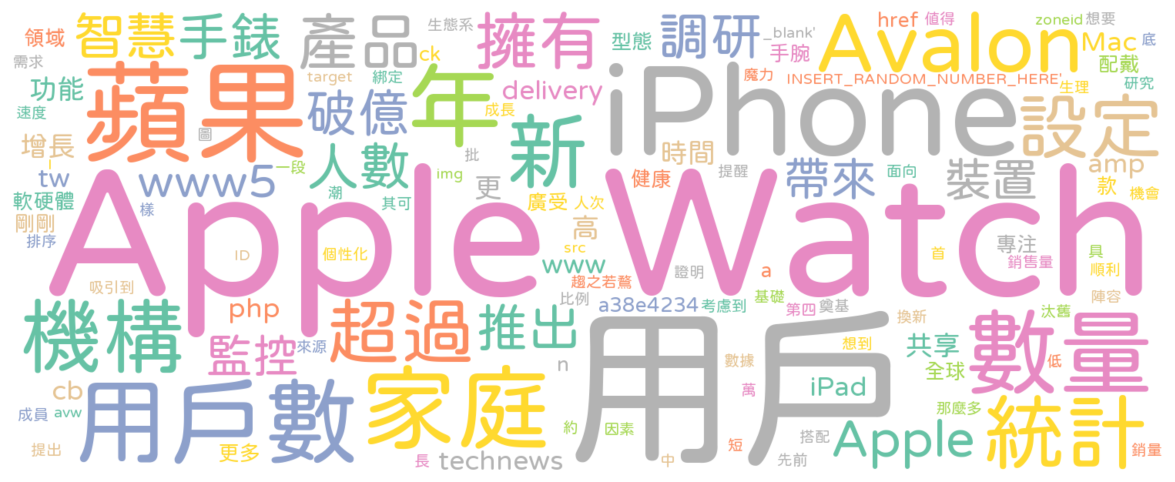 領域
智慧
手錶
產品
生態系
ck
擁有
型態
調研
_blank'
手腕
href
值得
zoneid
想要
Avalon
Mac
底
配戴
需求
功能
速度
蘋果
target
綁定
破億
年
成長
delivery
新
iPhone
魔力
INSERT_RANDOM_NUMBER_HERE'
生理
研究
設定
增長
圖
人數
一段
批
img
更
時間
健康
提醒
帶來
面向
裝置
amp
款
機會
tw
www5
軟硬體
剛剛
排序
樣
潮
其可
廣受
人次
高
src
www
Apple Watch
ID
個性化
趨之若鶩
證明
a
首
專注
銷售量
具
順利
吸引到
php
比例
a38e4234
考慮到
基礎
第四
奠基
換新
陣容
汰舊
機構
監控
來源
超過
推出
n
用戶
想到
共享
全球
數量
低
cb
成員
avw
用戶數
家庭
數據
萬
iPad
那麼多
提出
更多
長
technews
約
因素
中
短
搭配
先前
Apple
統計
銷量